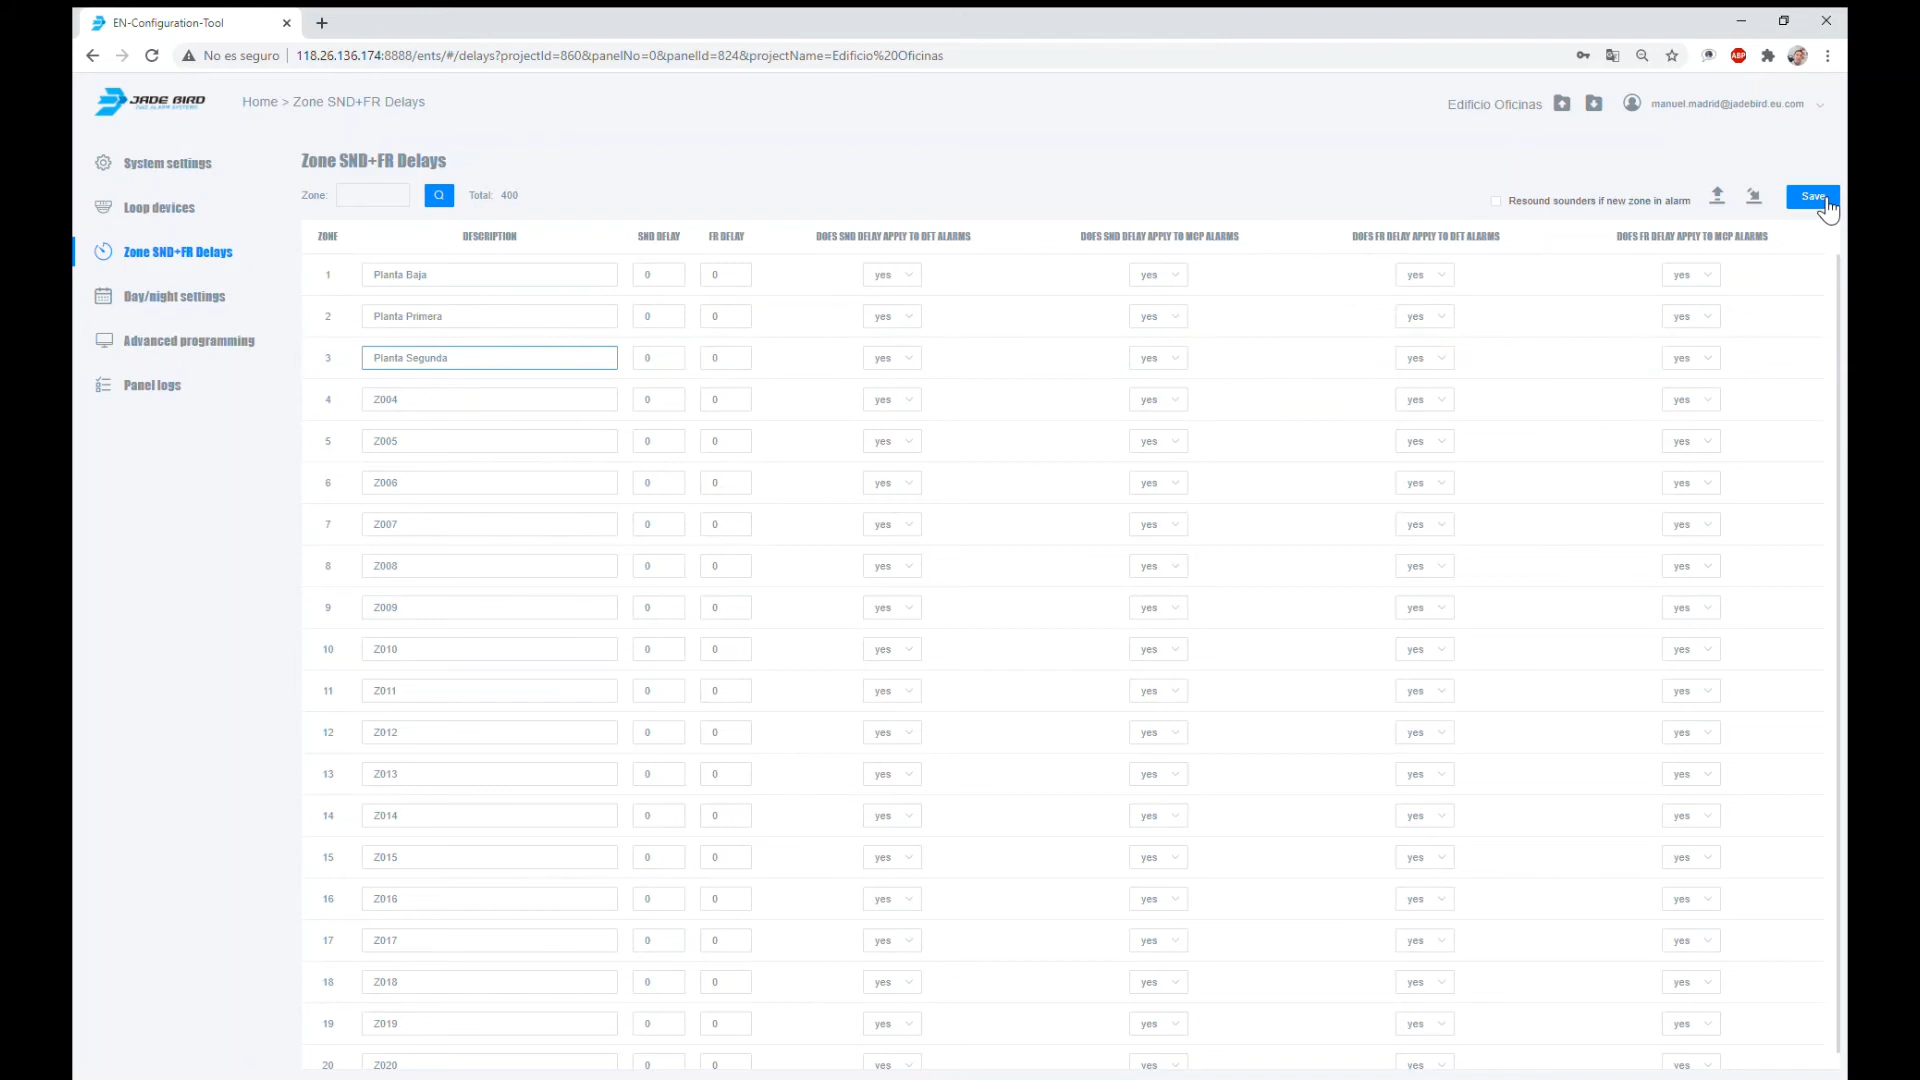 EN-Configuration-Tool
No es seguro 118.26.136.174:8888/ents/#/delays?projectId=860&panelNo=0&panelId=824&projectName=Edificio%20Oficinas
ABP
JADE BIRD
FIRE ALARM SYSTEMS
Home > Zone SND+FR Delays
Edificio Oficinas
manuel.madrid@jadebird.eu.com
System settings
Loop devices
Zone SND+FR Delays
Day/night settings
Advanced programming
Panel logs
Zone SND+FR Delays
Zone: Total: 400
Resound sounders if new zone in alarm
Save
ZONE DESCRIPTION SND DELAY FR DELAY DOES SND DELAY APPLY TO DET ALARMS DOES SND DELAY APPLY TO MCP ALARMS DOES FR DELAY APPLY TO DET ALARMS DOES FR DELAY APPLY TO MCP ALARMS
1 Planta Baja 0 0 yes yes yes yes
2 Planta Primera 0 0 yes yes yes yes
3 Planta Segunda 0 0 yes yes yes yes
4 Z004 0 0 yes yes yes yes
5 Z005 0 0 yes yes yes yes
6 Z006 0 0 yes yes yes yes
7 Z007 0 0 yes yes yes yes
8 Z008 0 0 yes yes yes yes
9 Z009 0 0 yes yes yes yes
10 Z010 0 0 yes yes yes yes
11 Z011 0 0 yes yes yes yes
12 Z012 0 0 yes yes yes yes
13 Z013 0 0 yes yes yes yes
14 Z014 0 0 yes yes yes yes
15 Z015 0 0 yes yes yes yes
16 Z016 0 0 yes yes yes yes
17 Z017 0 0 yes yes yes yes
18 Z018 0 0 yes yes yes yes
19 Z019 0 0 yes yes yes yes
20 Z020 0 0 yes yes yes yes